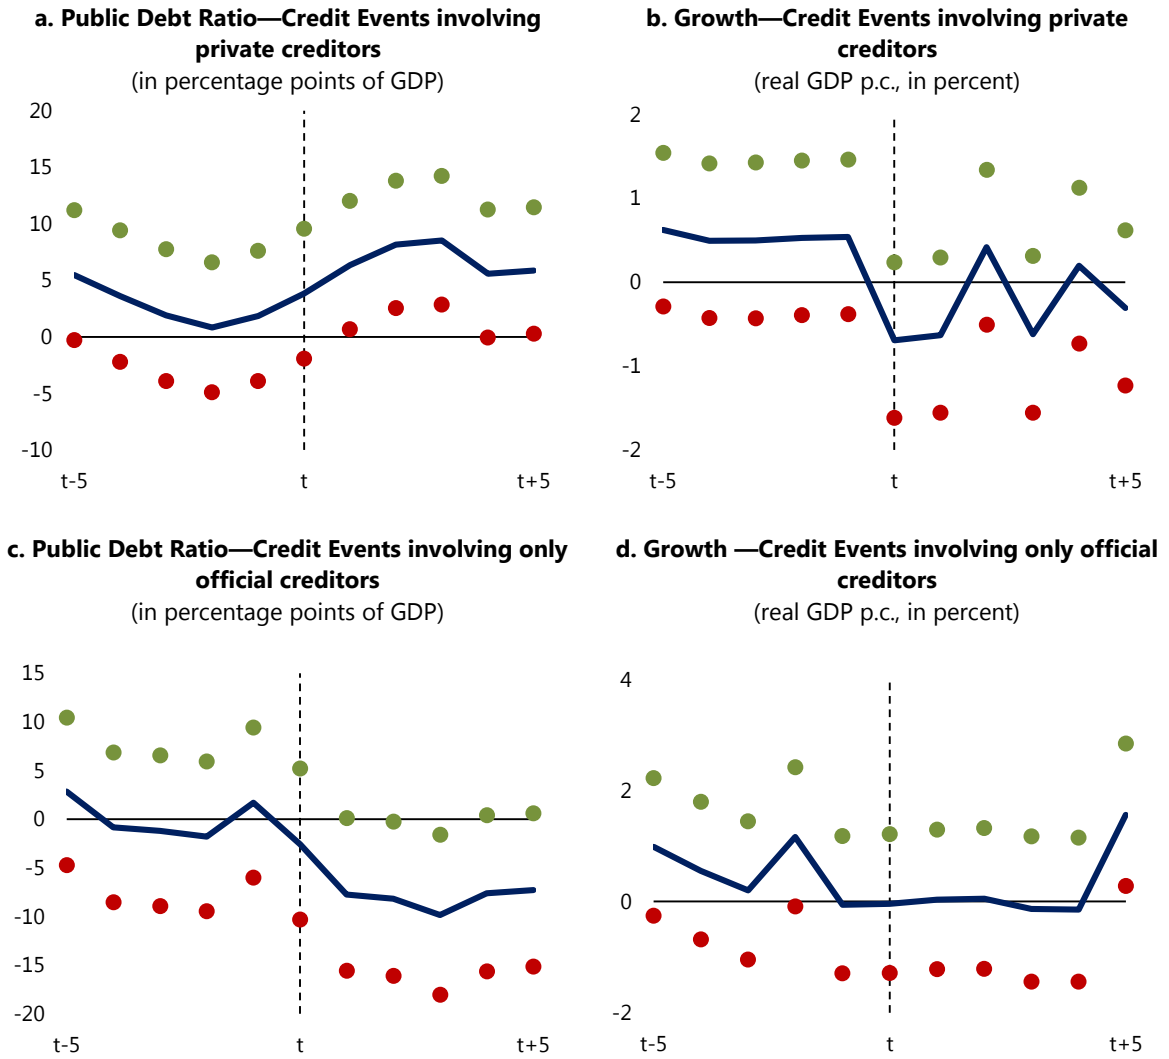 a. Public Debt Ratio—Credit Events involving
private creditors
(in percentage points of GDP)
20
15
10
5
0
-5
-10
t-5
t
t+5
b. Growth—Credit Events involving private
creditors
(real GDP p.c., in percent)
2
1
0
-1
-2
t-5
t
t+5
c. Public Debt Ratio—Credit Events involving only
official creditors
(in percentage points of GDP)
15
10
5
0
-5
-10
-15
-20
t-5
t
t+5
d. Growth —Credit Events involving only official
creditors
(real GDP p.c., in percent)
4
2
0
-2
t-5
t
t+5